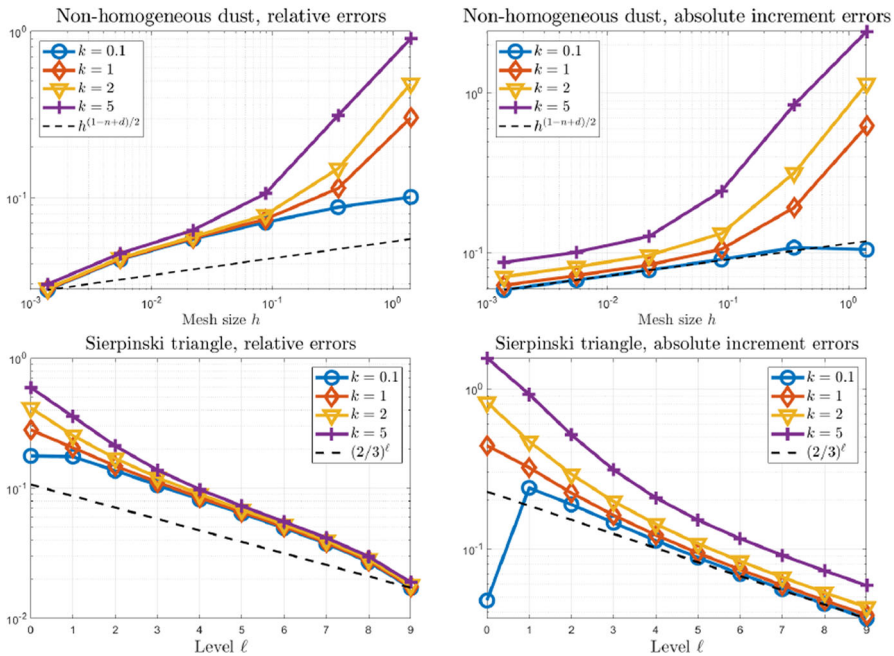 Non-homogeneous dust, relative errors
10^0
10^-1
k = 0.1
k = 1
k = 2
k = 5
h^(1−n+d)/2
10^-3
10^-2
10^-1
10^0
Mesh size h
Non-homogeneous dust, absolute increment errors
10^0
10^-1
k = 0.1
k = 1
k = 2
k = 5
h^(1−n+d)/2
10^-3
10^-2
10^-1
10^0
Mesh size h
Sierpinski triangle, relative errors
10^0
10^-1
10^-2
k = 0.1
k = 1
k = 2
k = 5
(2/3)^ℓ
0 1 2 3 4 5 6 7 8 9
Level ℓ
Sierpinski triangle, absolute increment errors
10^0
10^-1
k = 0.1
k = 1
k = 2
k = 5
(2/3)^ℓ
0 1 2 3 4 5 6 7 8 9
Level ℓ